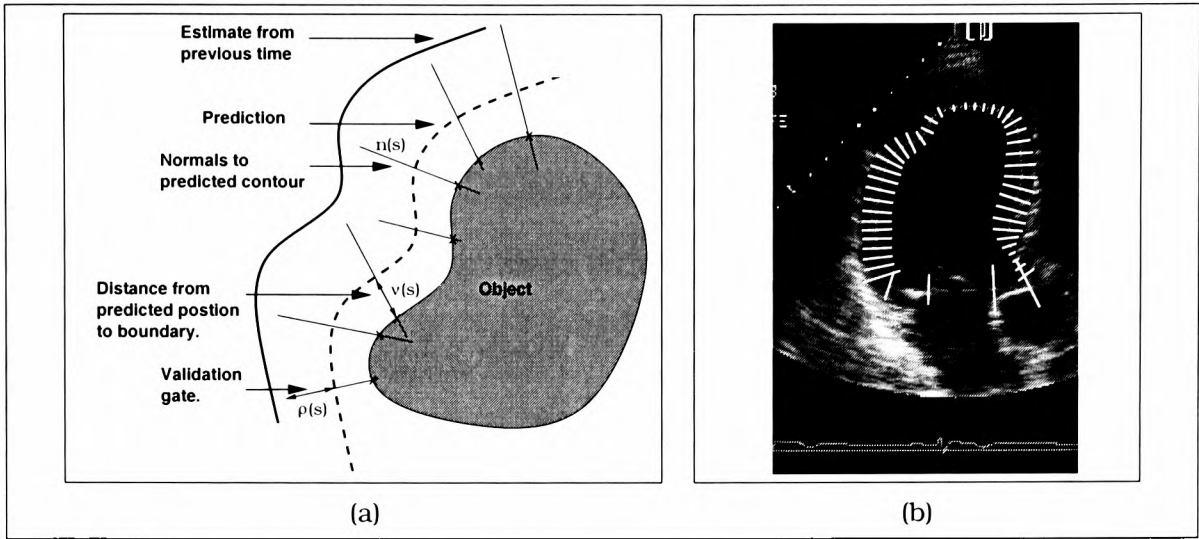 Estimate from
previous time
Prediction
n(s)
Normals to
predicted contour
Distance from
predicted postion
to boundary.
ν(s)
Object
Validation
gate.
ρ(s)
(a)
(b)